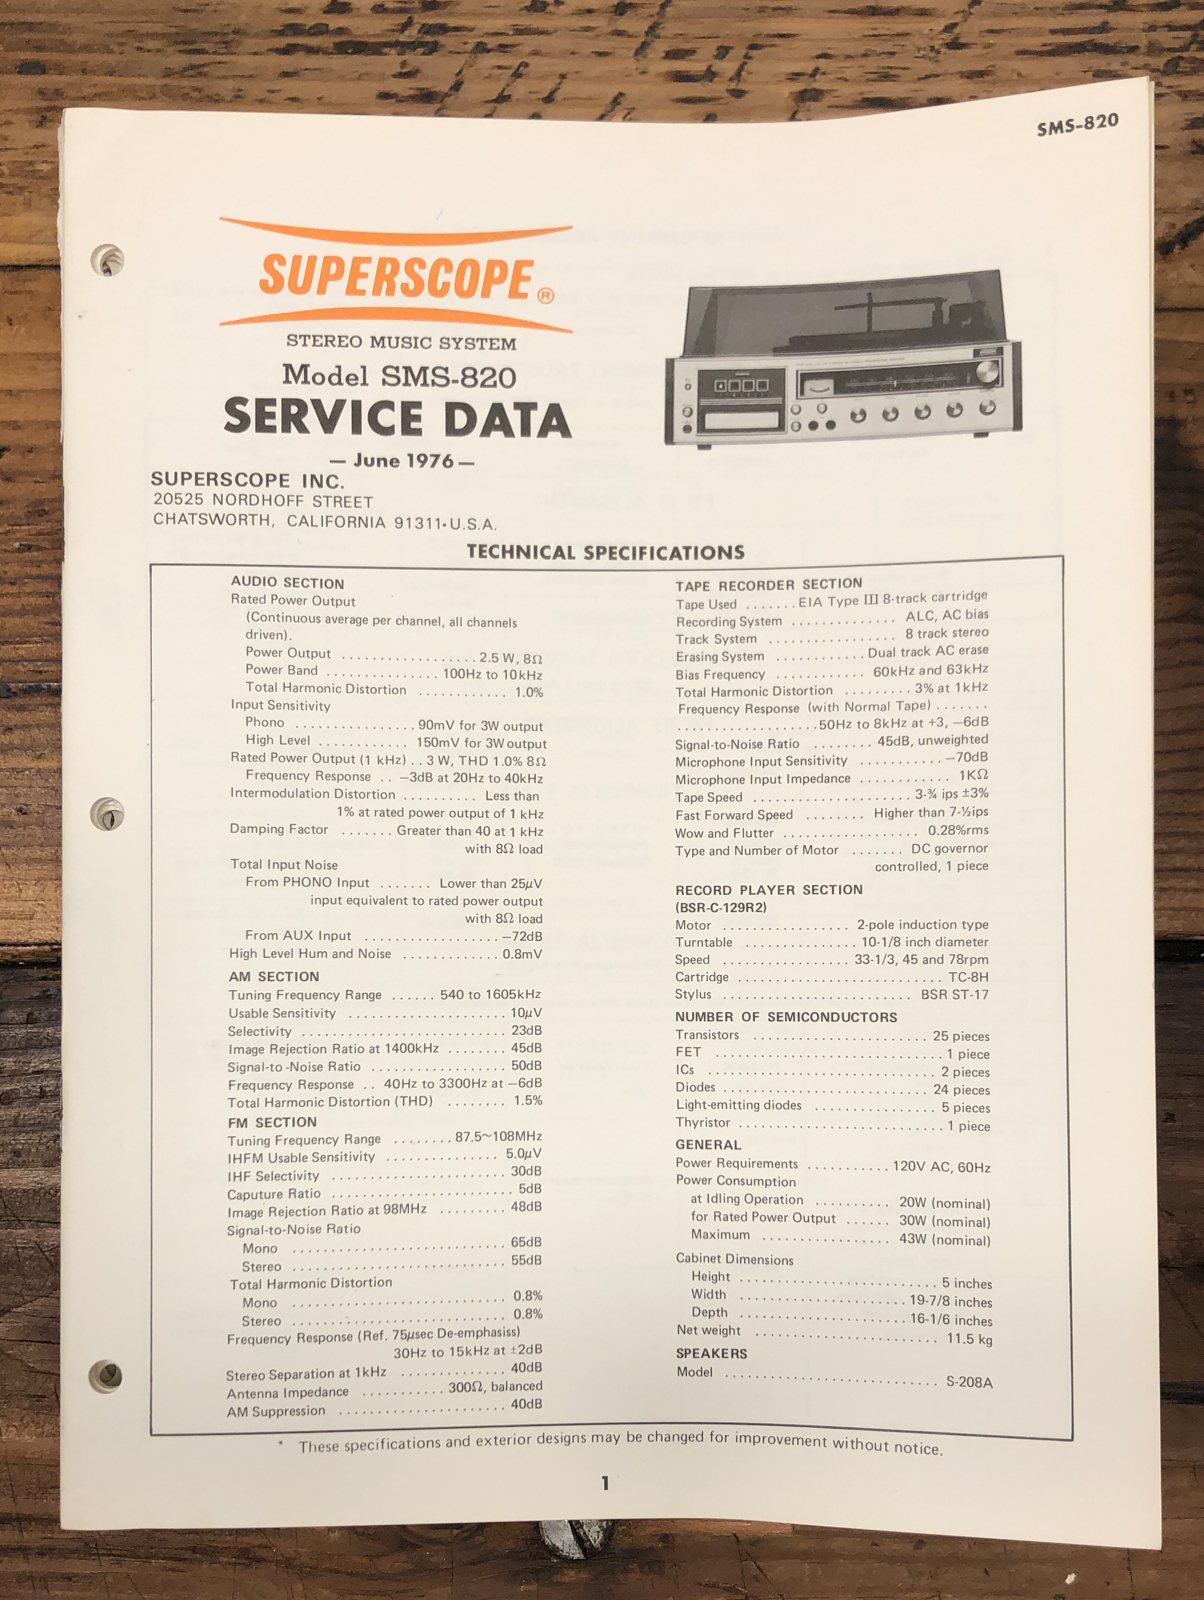 SMS-820
SUPERSCOPE ®
STEREO MUSIC SYSTEM
Model SMS-820
SERVICE DATA
— June 1976 —
SUPERSCOPE INC.
20525 NORDHOFF STREET
CHATSWORTH, CALIFORNIA 91311 • U.S.A.
TECHNICAL SPECIFICATIONS
AUDIO SECTION
Rated Power Output
(Continuous average per channel, all channels
driven).
Power Output .................. 2.5 W, 8Ω
Power Band ............... 100Hz to 10kHz
Total Harmonic Distortion ............ 1.0%
Input Sensitivity
Phono ................ 90mV for 3W output
High Level ............ 150mV for 3W output
Rated Power Output (1 kHz) .. 3 W, THD 1.0% 8Ω
Frequency Response .. −3dB at 20Hz to 40kHz
Intermodulation Distortion .......... Less than
1% at rated power output of 1 kHz
Damping Factor ....... Greater than 40 at 1 kHz
with 8Ω load
Total Input Noise
From PHONO Input ....... Lower than 25μV
input equivalent to rated power output
with 8Ω load
From AUX Input .................. −72dB
High Level Hum and Noise ............. 0.8mV
AM SECTION
Tuning Frequency Range ...... 540 to 1605kHz
Usable Sensitivity ..................... 10μV
Selectivity ........................... 23dB
Image Rejection Ratio at 1400kHz ........ 45dB
Signal-to -Noise Ratio .................. 50dB
Frequency Response .. 40Hz to 3300Hz at −6dB
Total Harmonic Distortion (THD) ........ 1.5%
FM SECTION
Tuning Frequency Range ........ 87.5~108MHz
IHFM Usable Sensitivity ............... 5.0μV
IHF Selectivity ....................... 30dB
Caputure Ratio ........................ 5dB
Image Rejection Ratio at 98MHz ......... 48dB
Signal-to-Noise Ratio
Mono ............................. 65dB
Stereo ............................ 55dB
Total Harmonic Distortion
Mono ............................. 0.8%
Stereo ............................ 0.8%
Frequency Response (Ref. 75μsec De-emphasiss)
30Hz to 15kHz at ±2dB
Stereo Separation at 1kHz .............. 40dB
Antenna Impedance ........... 300Ω, balanced
AM Suppression ....................... 40dB
TAPE RECORDER SECTION
Tape Used ....... EIA Type III 8-track cartridge
Recording System .............. ALC, AC bias
Track System ................. 8 track stereo
Erasing System ............ Dual track AC erase
Bias Frequency ............ 60kHz and 63kHz
Total Harmonic Distortion ......... 3% at 1kHz
Frequency Response (with Normal Tape) .......
................... 50Hz to 8kHz at +3, −6dB
Signal-to-Noise Ratio ........ 45dB, unweighted
Microphone Input Sensitivity ........... −70dB
Microphone Input Impedance ............ 1KΩ
Tape Speed ..................... 3-¾ ips ±3%
Fast Forward Speed ........ Higher than 7-½ips
Wow and Flutter .................. 0.28%rms
Type and Number of Motor ....... DC governor
controlled, 1 piece
RECORD PLAYER SECTION
(BSR-C-129R2)
Motor ................. 2-pole induction type
Turntable ............... 10-1/8 inch diameter
Speed ................. 33-1/3, 45 and 78rpm
Cartridge ............................ TC-8H
Stylus ......................... BSR ST-17
NUMBER OF SEMICONDUCTORS
Transistors ......................... 25 pieces
FET ............................... 1 piece
ICs .................................. 2 pieces
Diodes ............................ 24 pieces
Light-emitting diodes ................ 5 pieces
Thyristor ............................ 1 piece
GENERAL
Power Requirements ........... 120V AC, 60Hz
Power Consumption
at Idling Operation .......... 20W (nominal)
for Rated Power Output ...... 30W (nominal)
Maximum ................. 43W (nominal)
Cabinet Dimensions
Height .......................... 5 inches
Width ...................... 19-7/8 inches
Depth ..................... 16-1/6 inches
Net weight ........................ 11.5 kg
SPEAKERS
Model ............................ S-208A
* These specifications and exterior designs may be changed for improvement without notice.
1